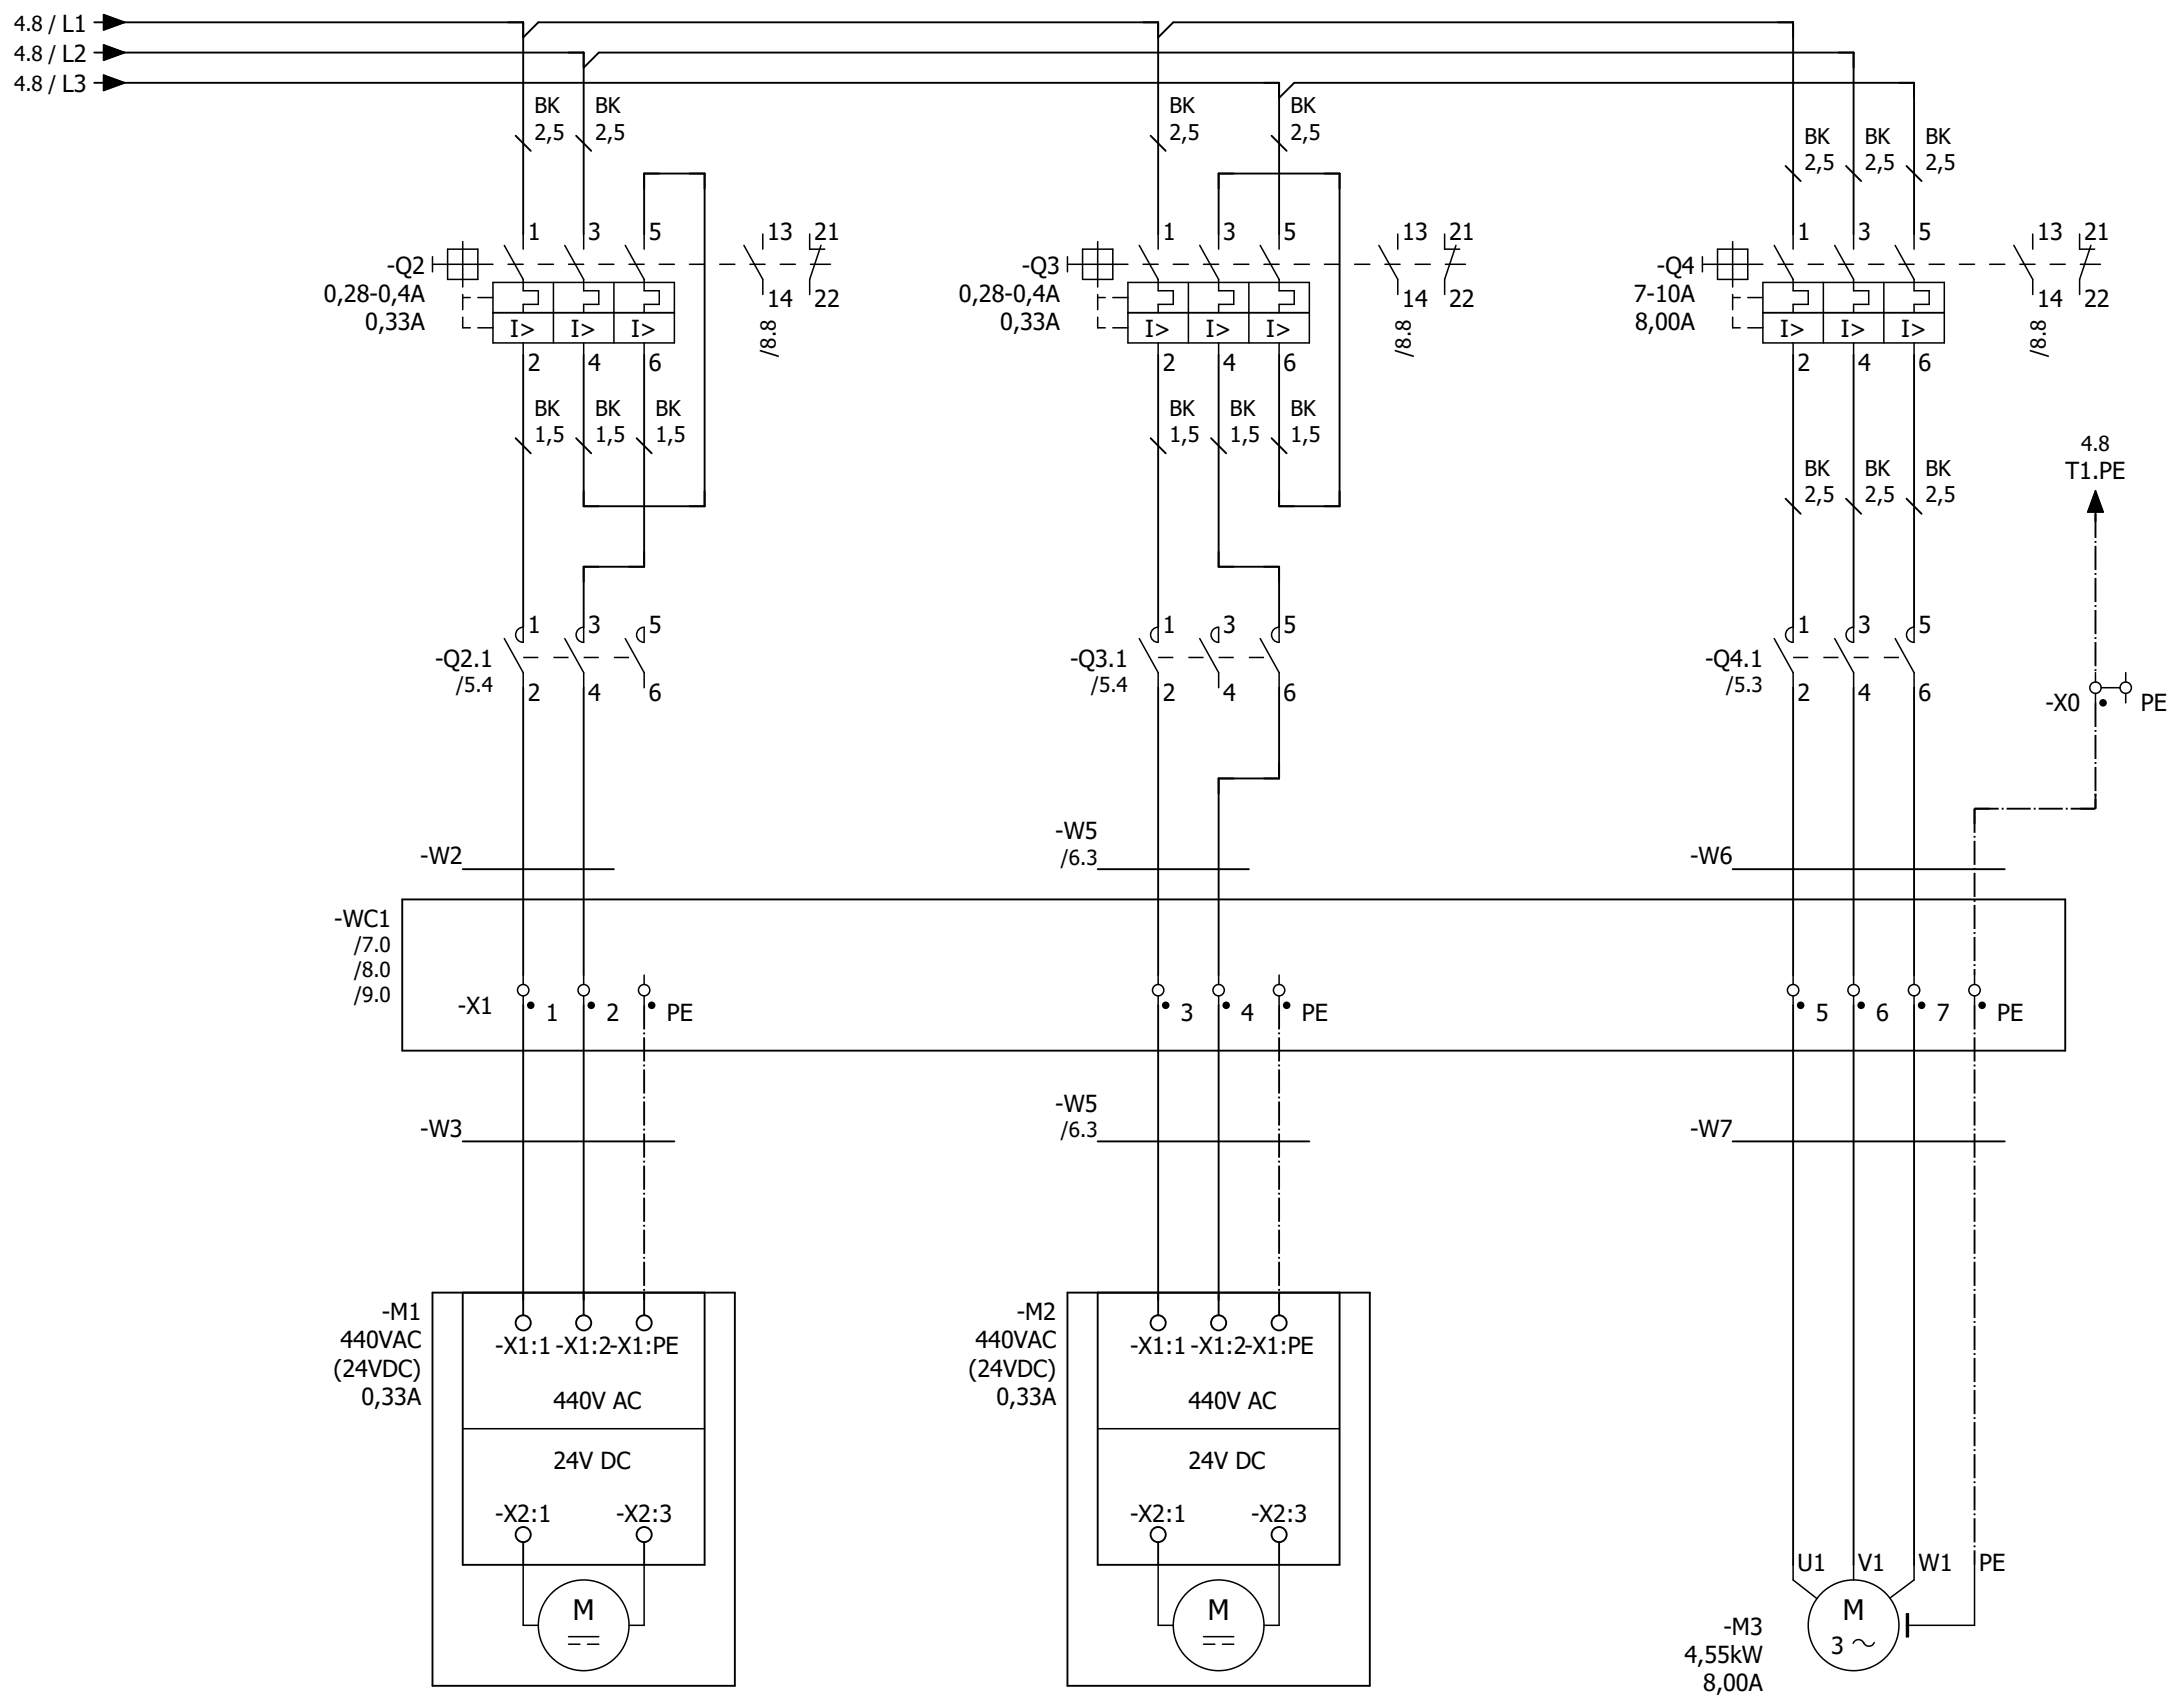 4.8 / L1
4.8 / L2
4.8 / L3
BK BK BK BK
2,5 2,5 2,5 2,5
BK BK BK
2,5 2,5 2,5
1 3 5 13 21 1 3 5 13 21 1 3 5 13 21
-Q2 -Q3 -Q4
0,28-0,4A 14 22 0,28-0,4A 14 22 7-10A 14 22
0,33A 0,33A 8,00A
I> I> I> I> I> I> I> I> I>
/8.8 /8.8 /8.8
2 4 6 2 4 6 2 4 6
BK BK BK BK BK BK
1,5 1,5 1,5 1,5 1,5 1,5
4.8
T1.PE
BK BK BK
2,5 2,5 2,5
1 3 5 1 3 5 1 3 5
-Q2.1 -Q3.1 -Q4.1
/5.4 /5.4 /5.3
2 4 6 2 4 6 2 4 6
-X0 PE
-W2 -W5 -W6
/6.3
-WC1
/7.0
/8.0
/9.0
-X1 1 2 PE 3 4 PE 5 6 7 PE
-W3 -W5 -W7
/6.3
-M1
440VAC
(24VDC)
0,33A
-X1:1 -X1:2 -X1:PE
440V AC
24V DC
-X2:1 -X2:3
M
-M2
440VAC
(24VDC)
0,33A
-X1:1 -X1:2 -X1:PE
440V AC
24V DC
-X2:1 -X2:3
M
U1 V1 W1 PE
M
3 ~
-M3
4,55kW
8,00A